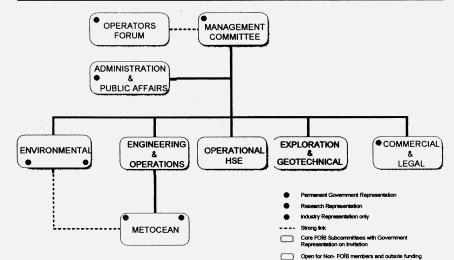 OPERATORS
FORUM
MANAGEMENT
COMMITTEE
ADMINISTRATION
&
PUBLIC AFFAIRS
ENVIRONMENTAL
ENGINEERING
&
OPERATIONS
OPERATIONAL
HSE
EXPLORATION
&
GEOTECHNICAL
COMMERCIAL
&
LEGAL
METOCEAN
Permanent Government Representation
Research Representation
Industry Representation only
Strong link
Core FOÍB Subcommittees with Government
Representation on Invitation
Open for Non- FOÍB members and outside funding